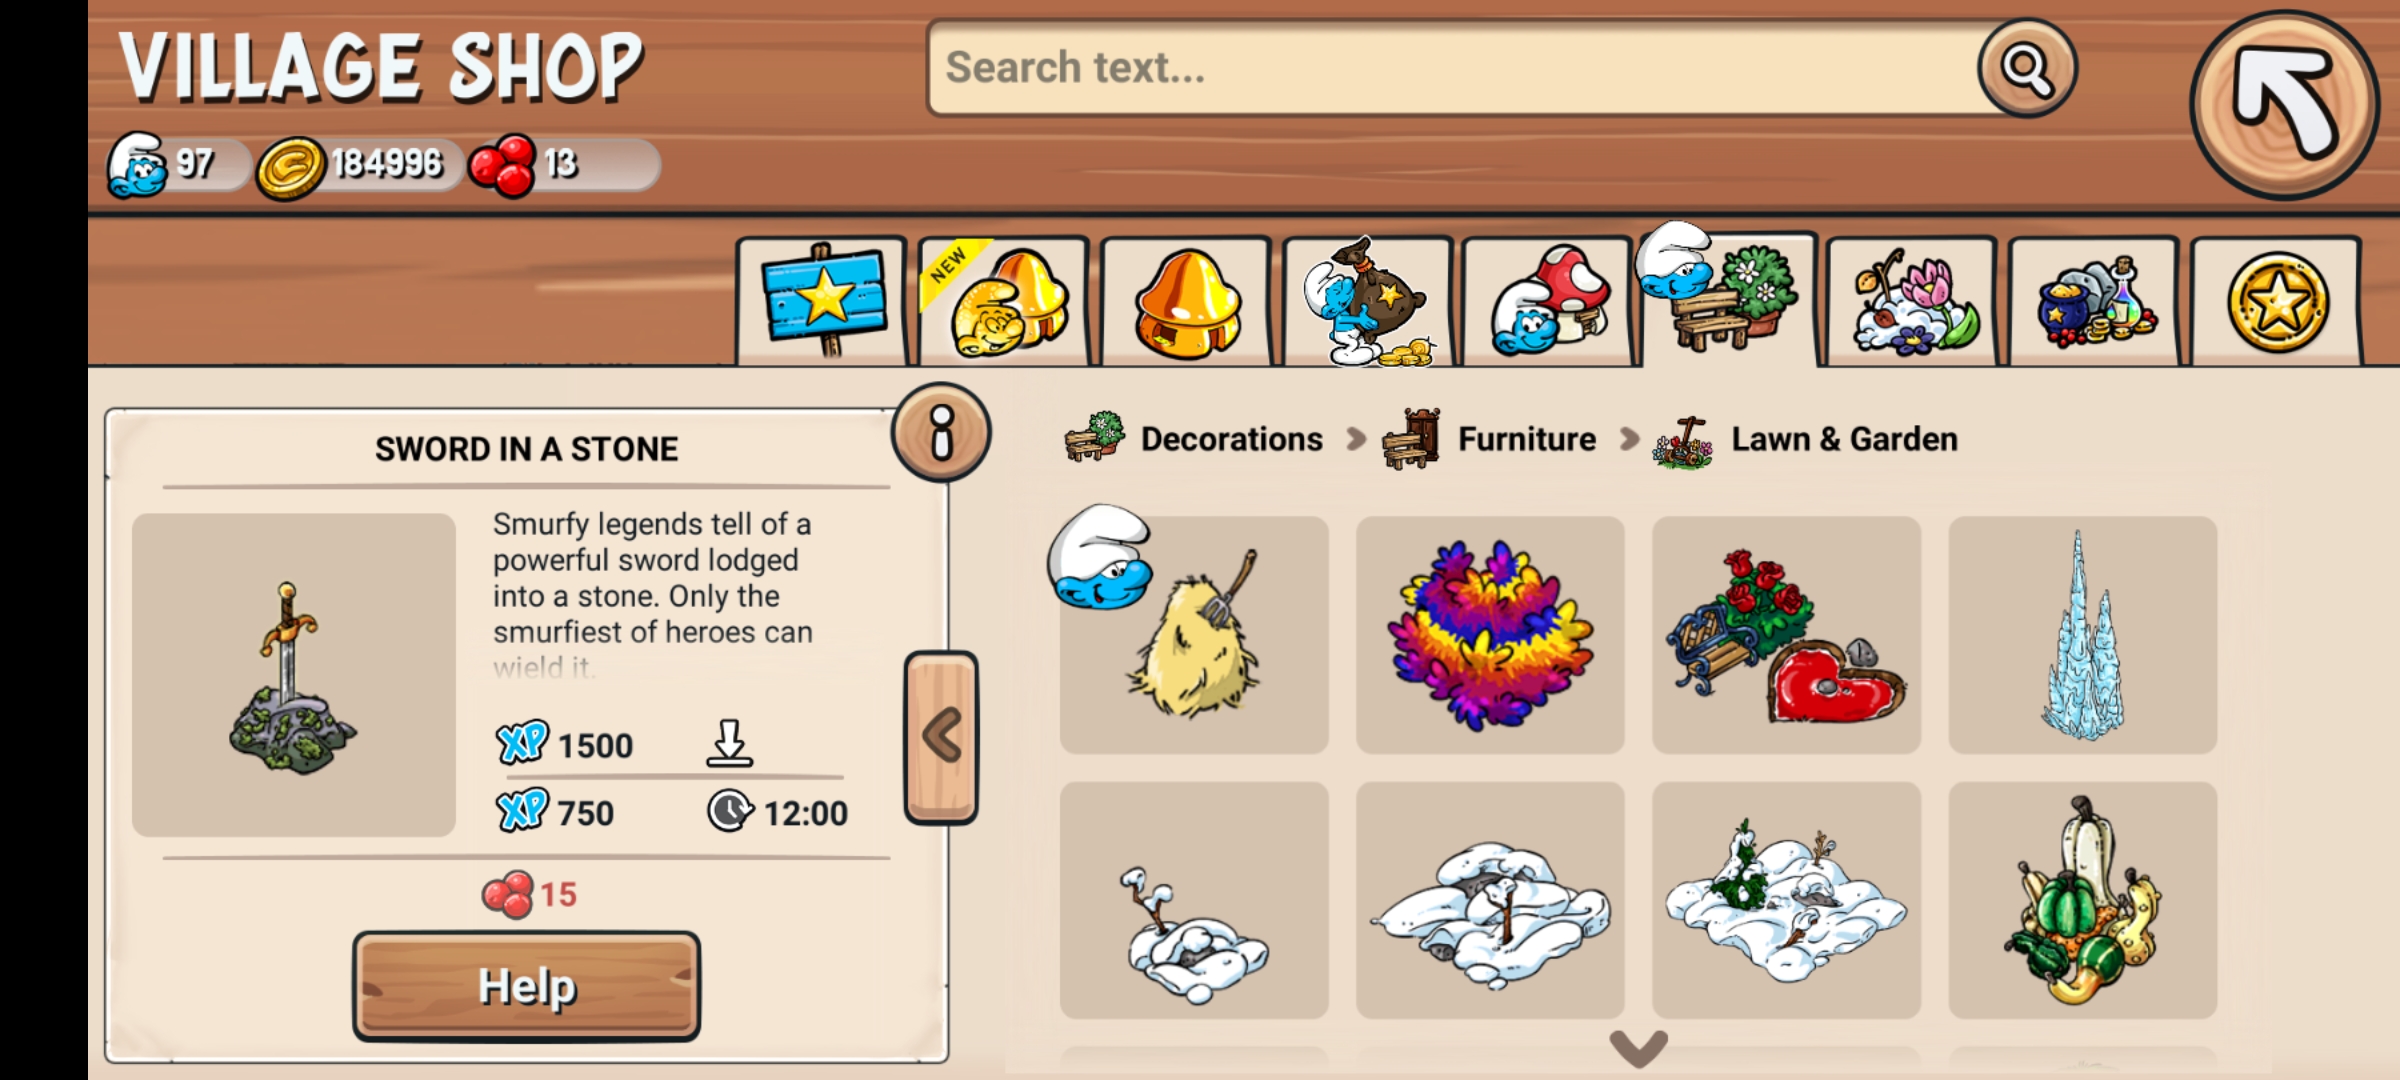 VILLAGE SHOP
Search text...
97
184996
13
NEW
SWORD IN A STONE
Smurfy legends tell of a
powerful sword lodged
into a stone. Only the
smurfiest of heroes can
wield it.
XP 1500
XP 750
12:00
15
Help
Decorations
Furniture
Lawn & Garden